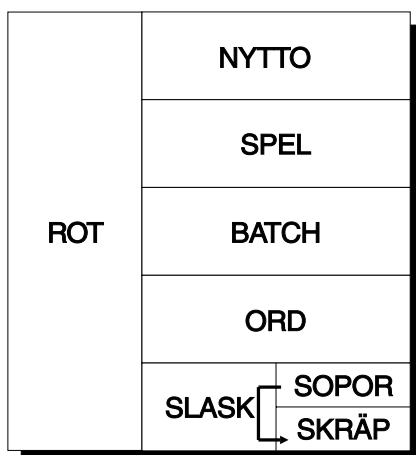 NYTTO
SPEL
ROT
BATCH
ORD
SLASK
SOPOR
SKRÄP